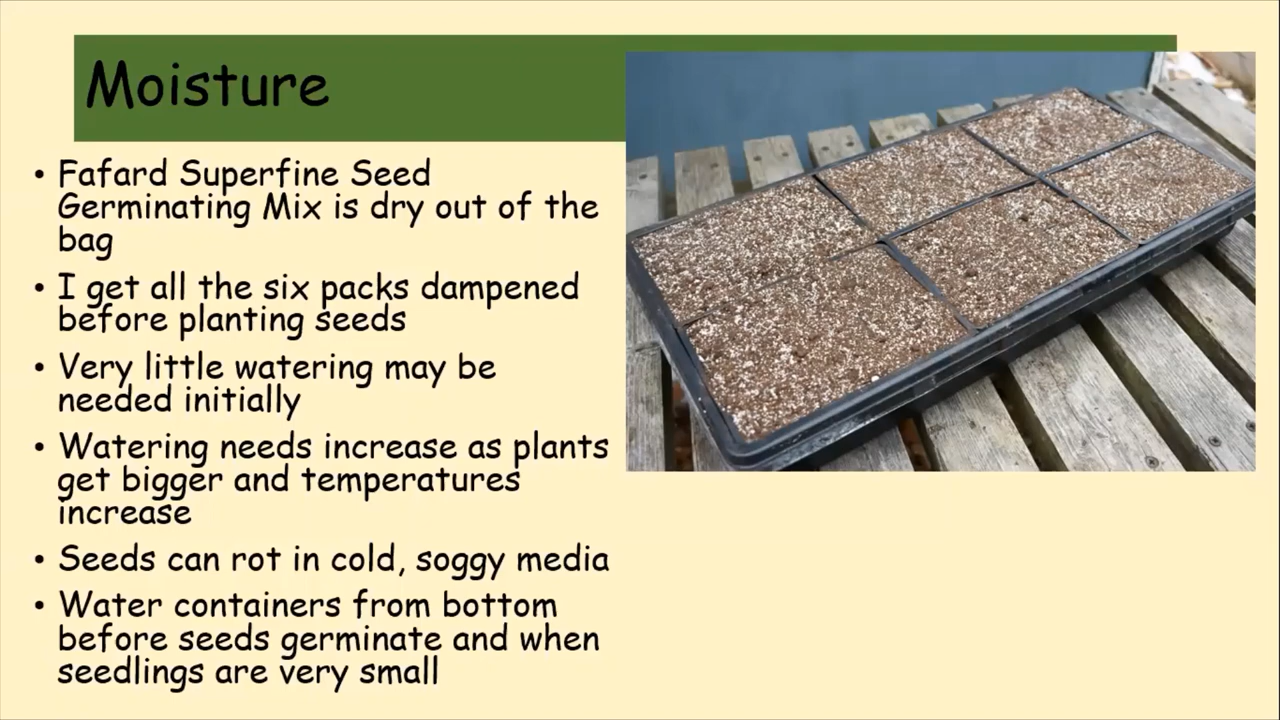 Moisture
• Fafard Superfine Seed
Germinating Mix is dry out of the
bag
• I get all the six packs dampened
before planting seeds
• Very little watering may be
needed initially
• Watering needs increase as plants
get bigger and temperatures
increase
• Seeds can rot in cold, soggy media
• Water containers from bottom
before seeds germinate and when
seedlings are very small